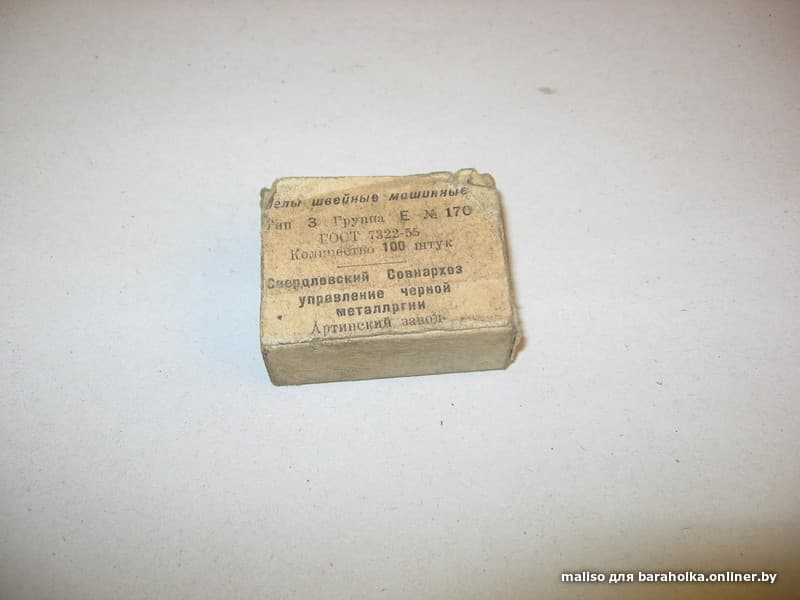 Иглы швейные машинные
Тип 3 Группа Е № 170
ГОСТ 7322-55
Количество 100 штук
Свердловский Совнархоз
управление черной
металлргии
Артинский завод
maliso для baraholka.onliner.by